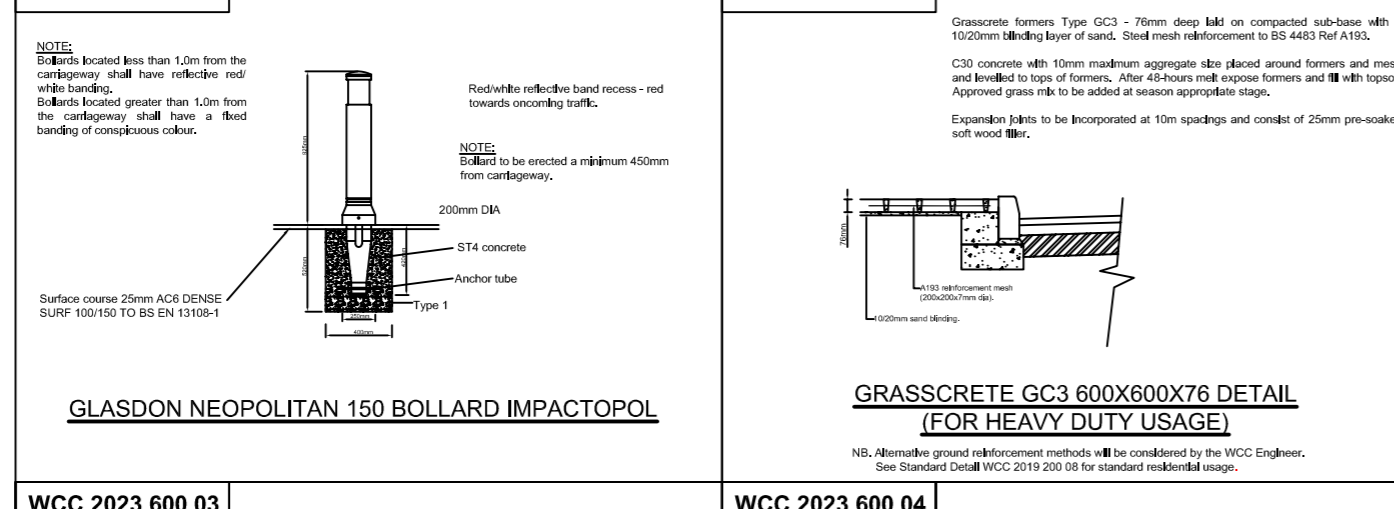 NOTE:
Bollards located less than 1.0m from the
carriageway shall have reflective red/
white banding.
Bollards located greater than 1.0m from
the carriageway shall have a fixed
banding of conspicuous colour.
Red/white reflective band recess - red
towards oncoming traffic.
NOTE:
Bollard to be erected a minimum 450mm
from carriageway.
200mm DIA
ST4 concrete
Anchor tube
Type 1
250mm
400mm
Surface course 25mm AC6 DENSE
SURF 100/150 TO BS EN 13108-1
GLASDON NEOPOLITAN 150 BOLLARD IMPACTOPOL
WCC 2023 600 03
Grasscrete formers Type GC3 - 76mm deep laid on compacted sub-base with
10/20mm blinding layer of sand. Steel mesh reinforcement to BS 4483 Ref A193.
C30 concrete with 10mm maximum aggregate size placed around formers and mes
and levelled to tops of formers. After 48-hours melt expose formers and fill with topso
Approved grass mix to be added at season appropriate stage.
Expansion joints to be incorporated at 10m spacings and consist of 25mm pre-soake
soft wood filler.
76mm
A193 reinforcement mesh
(200x200x7mm dia).
10/20mm sand blinding.
GRASSCRETE GC3 600X600X76 DETAIL
(FOR HEAVY DUTY USAGE)
NB. Alternative ground reinforcement methods will be considered by the WCC Engineer.
See Standard Detail WCC 2019 200 08 for standard residential usage.
WCC 2023 600 04